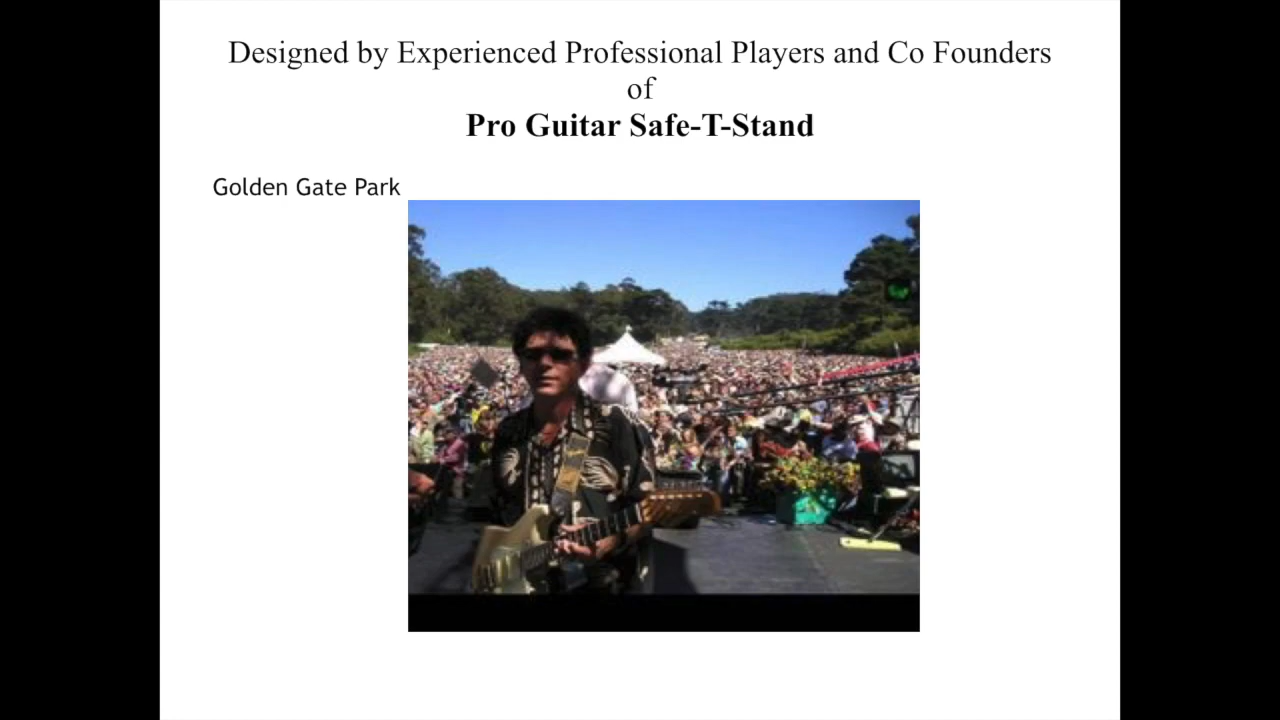 Designed by Experienced Professional Players and Co Founders
of
Pro Guitar Safe-T-Stand
Golden Gate Park